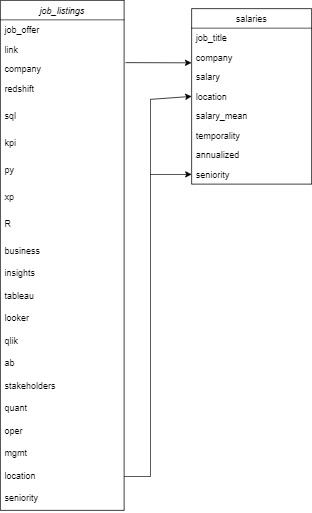 job_listings
job_offer
link
company
redshift
sql
kpi
py
xp
R
business
insights
tableau
looker
qlik
ab
stakeholders
quant
oper
mgmt
location
seniority
salaries
job_title
company
salary
location
salary_mean
temporality
annualized
seniority